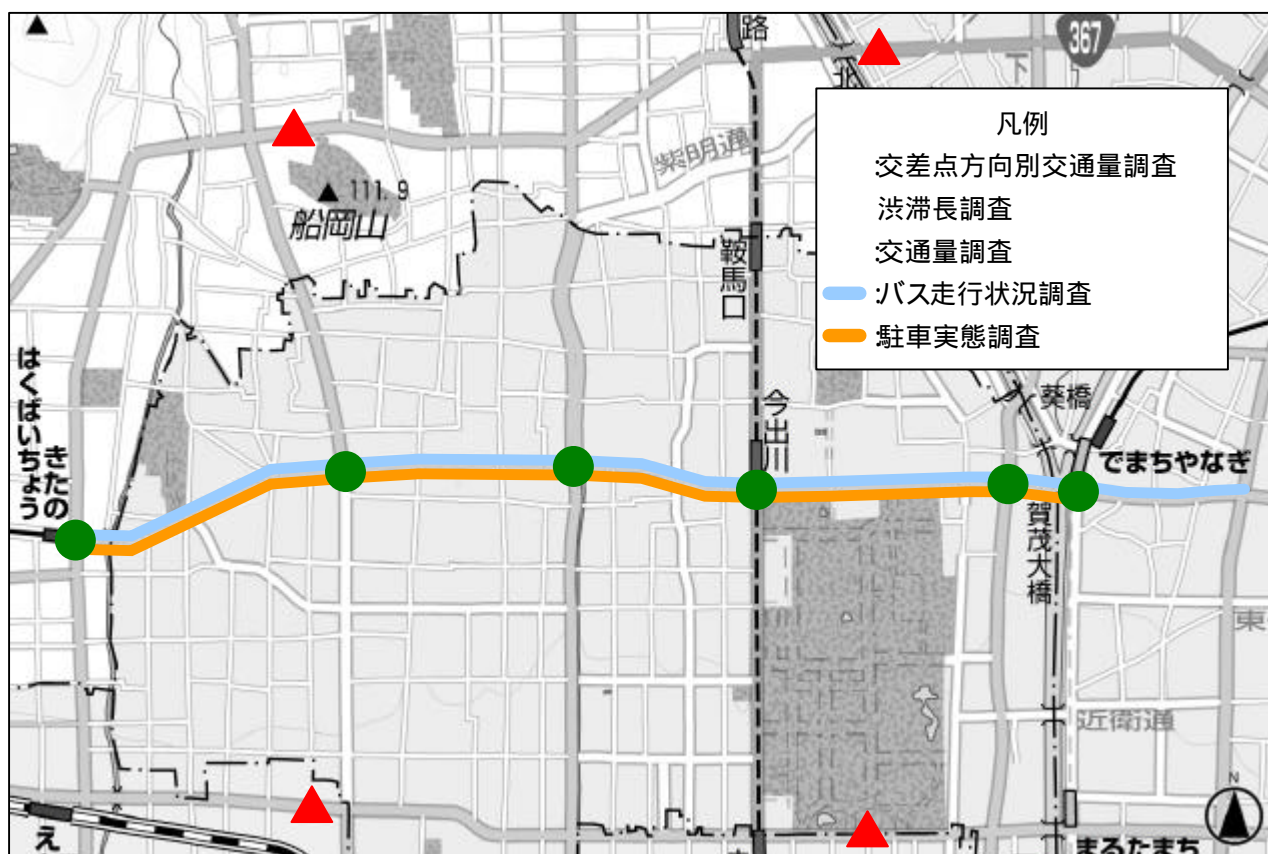 路
367
北
下
凡例
:交差点方向別交通量調査
渋滞長調査
:交通量調査
:バス走行状況調査
:駐車実態調査
紫明通
111.9
船岡山
鞍馬口
はくばいちょう
きたの
今出川
葵橋
でまちやなぎ
賀茂大橋
東
近衛通
N
え
まるたまち